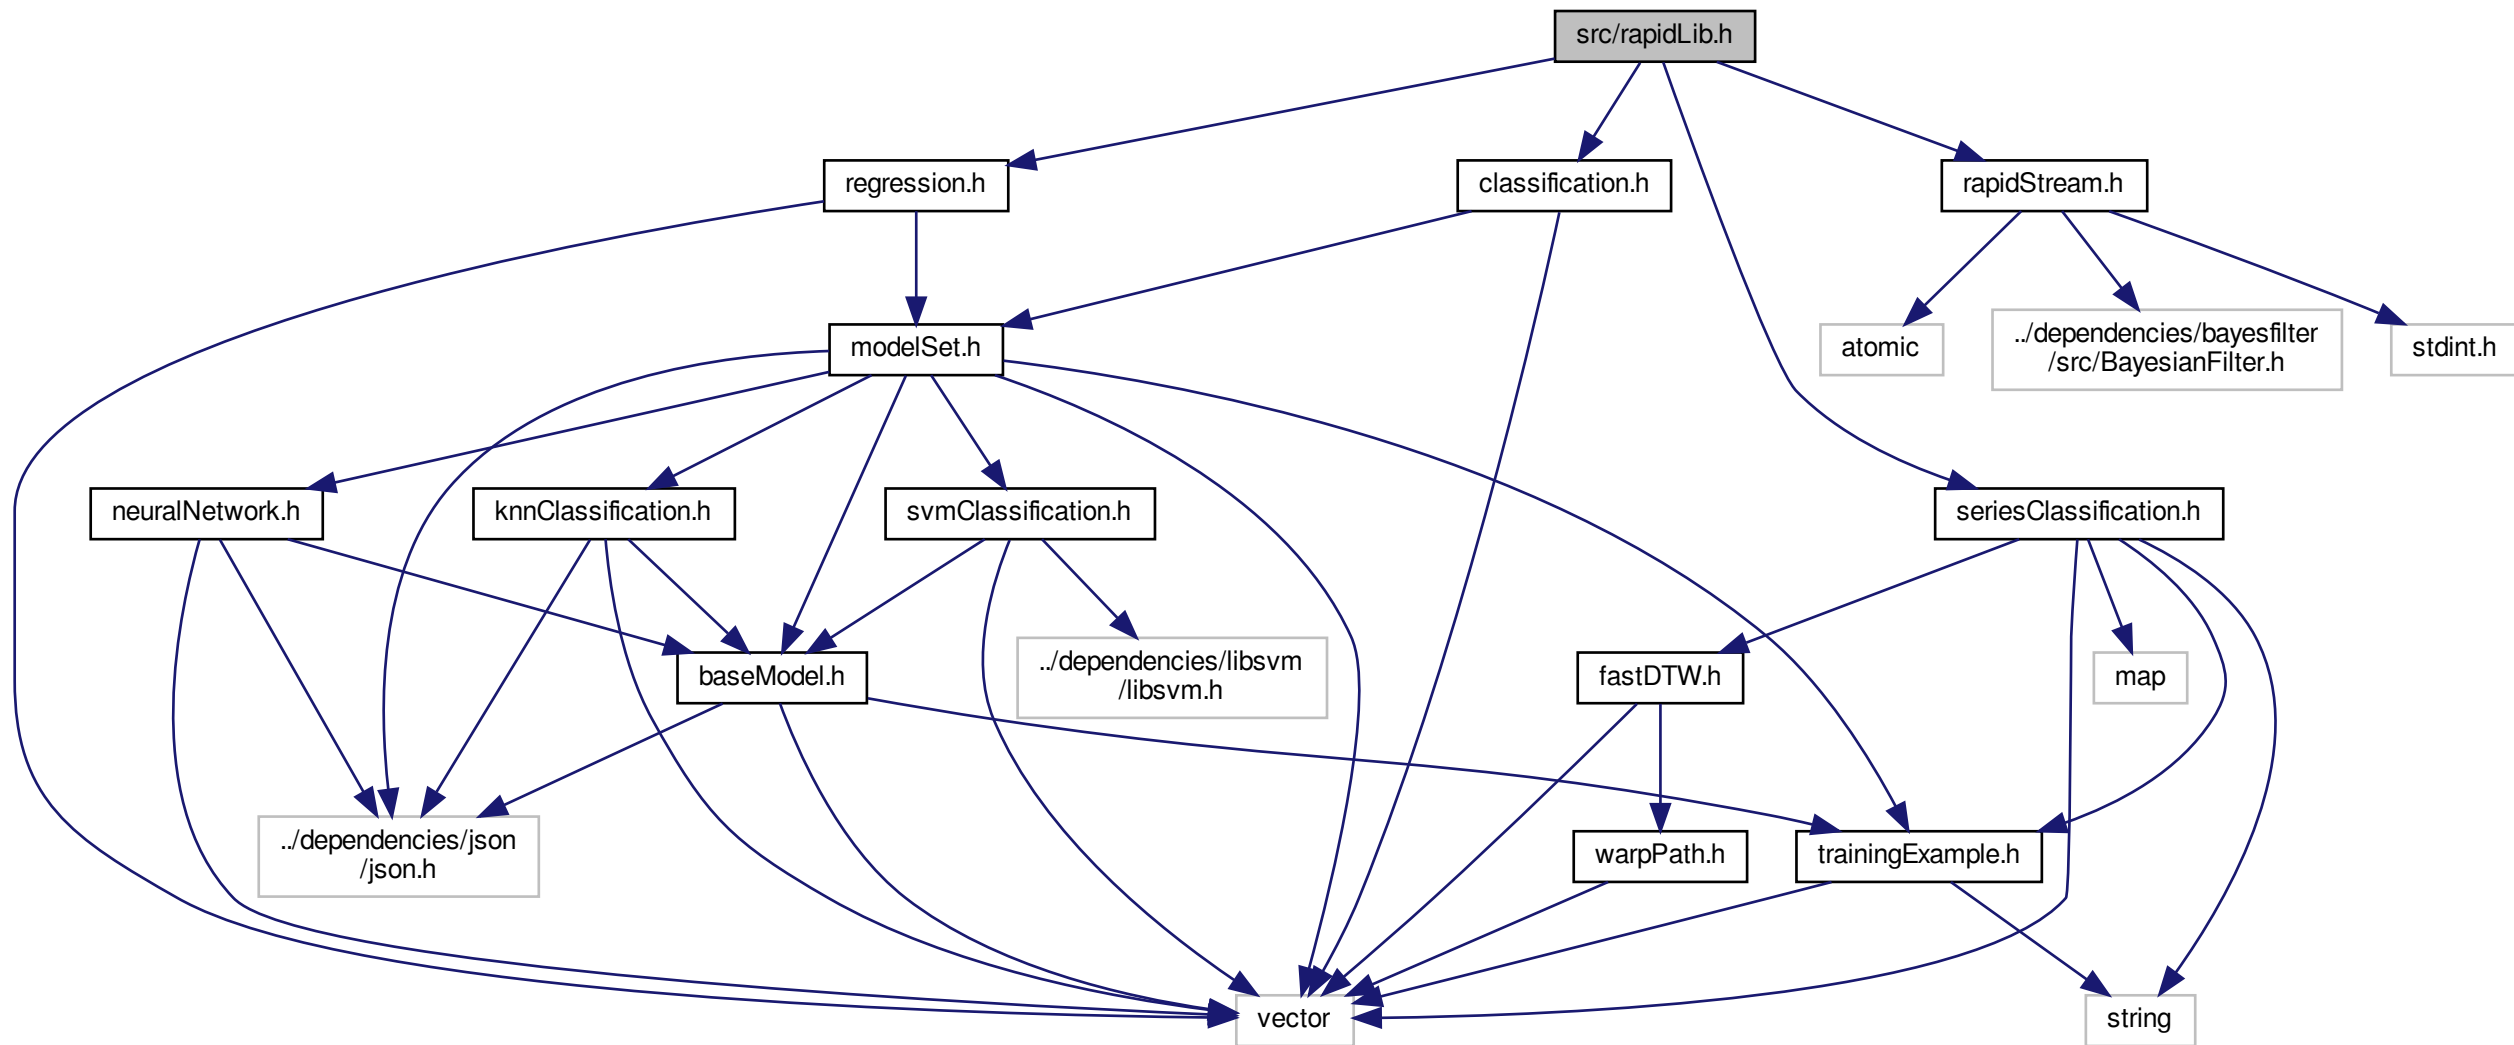 src/rapidLib.h
regression.h
classification.h
rapidStream.h
modelSet.h
atomic
../dependencies/bayesfilter
/src/BayesianFilter.h
stdint.h
neuralNetwork.h
knnClassification.h
svmClassification.h
seriesClassification.h
baseModel.h
../dependencies/libsvm
/libsvm.h
fastDTW.h
map
../dependencies/json
/json.h
warpPath.h
trainingExample.h
vector
string